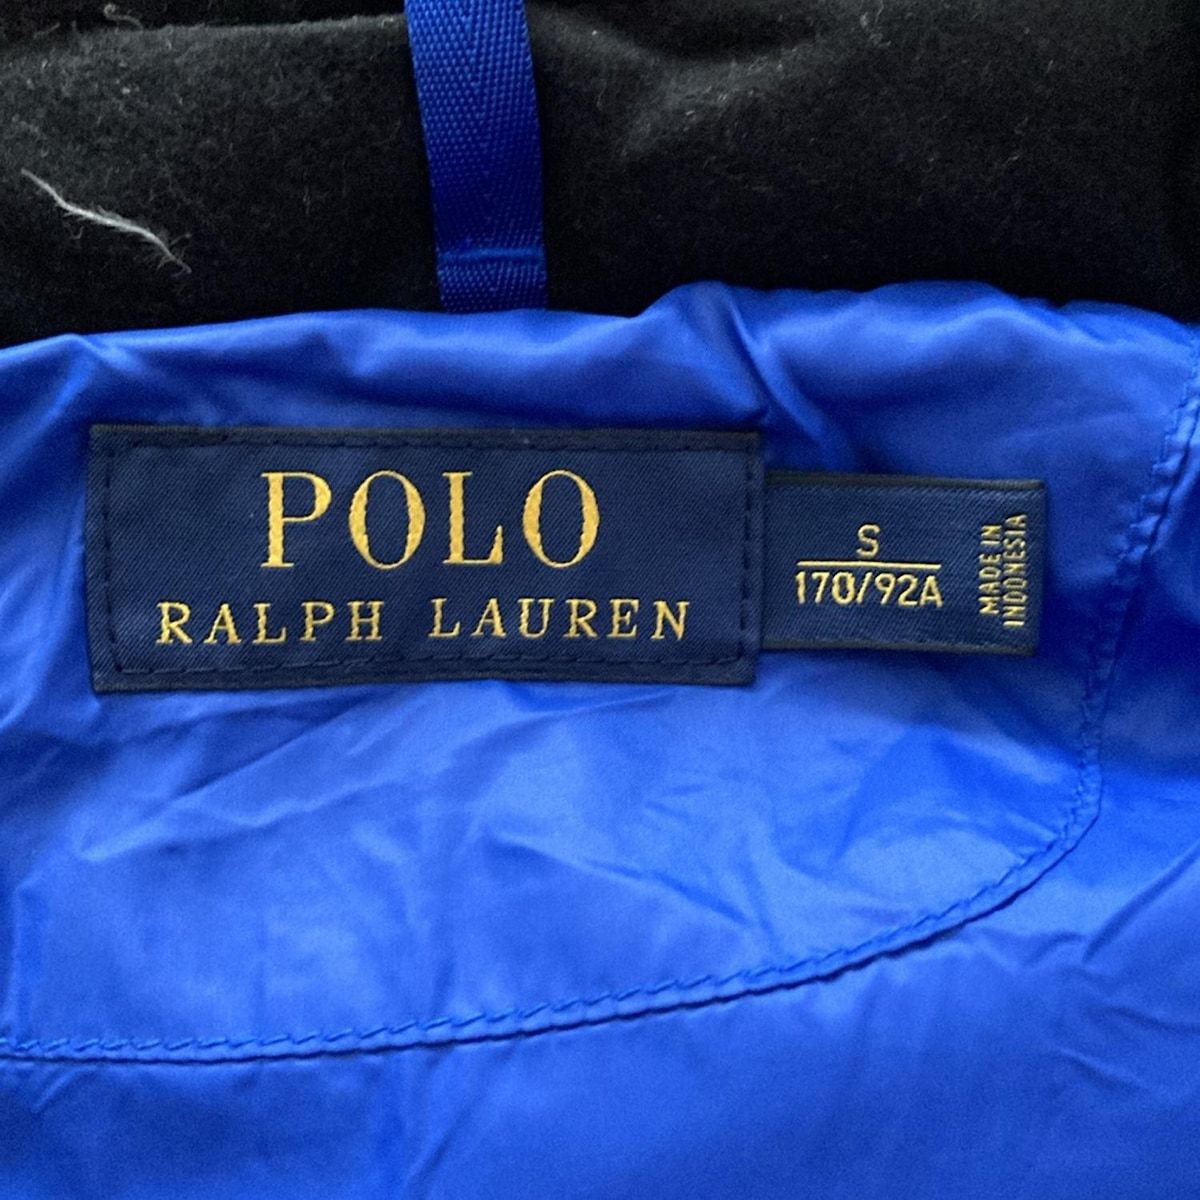 POLO
RALPH LAUREN
S
170/92A
MADE IN
INDONESIA